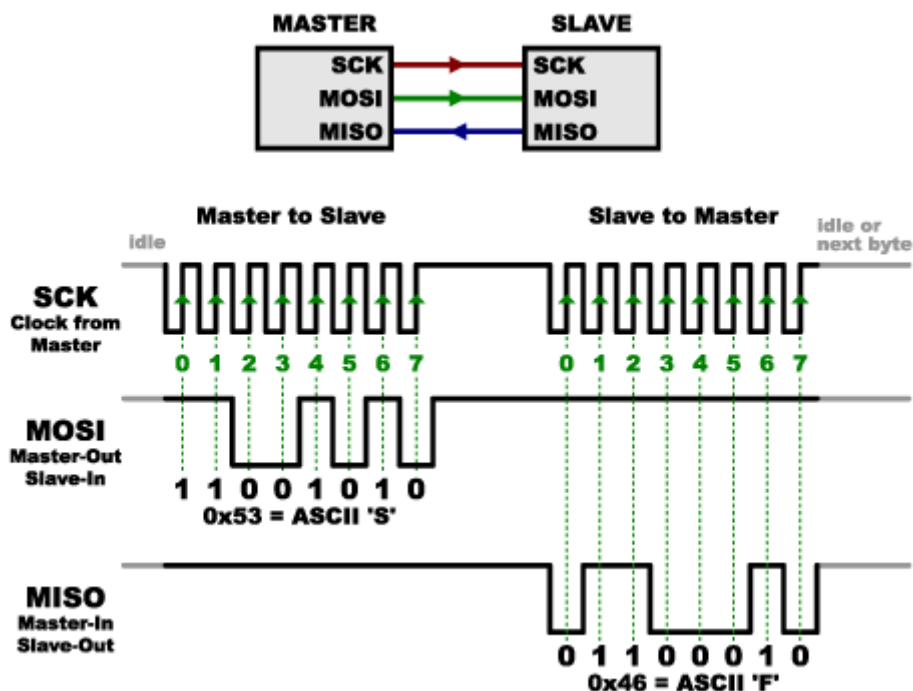 MASTER SLAVE
SCK SCK
MOSI MOSI
MISO MISO
Master to Slave Slave to Master
idle
idle or
next byte
SCK
Clock from
Master
0 1 2 3 4 5 6 7 0 1 2 3 4 5 6 7
MOSI
Master-Out
Slave-In
1 1 0 0 1 0 1 0
0x53 = ASCII 'S'
MISO
Master-In
Slave-Out
0 1 1 0 0 0 1 0
0x46 = ASCII 'F'